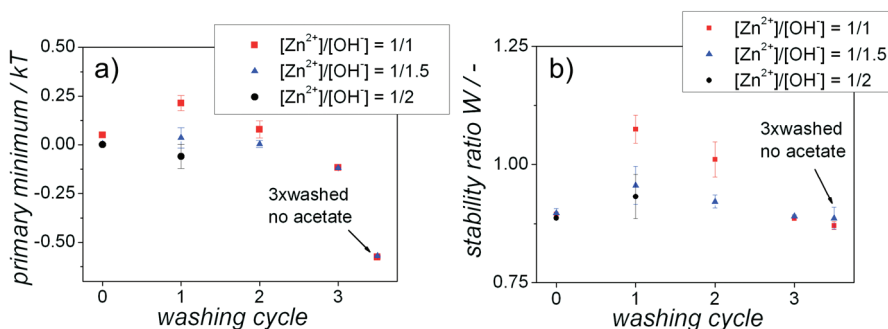 a)
[Zn²⁺]/[OH⁻] = 1/1
[Zn²⁺]/[OH⁻] = 1/1.5
[Zn²⁺]/[OH⁻] = 1/2
primary minimum / kT
0.50
0.25
0.00
-0.25
-0.50
3xwashed
no acetate
0 1 2 3
washing cycle
b)
[Zn²⁺]/[OH⁻] = 1/1
[Zn²⁺]/[OH⁻] = 1/1.5
[Zn²⁺]/[OH⁻] = 1/2
stability ratio W / -
1.25
1.00
0.75
3xwashed
no acetate
0 1 2 3
washing cycle